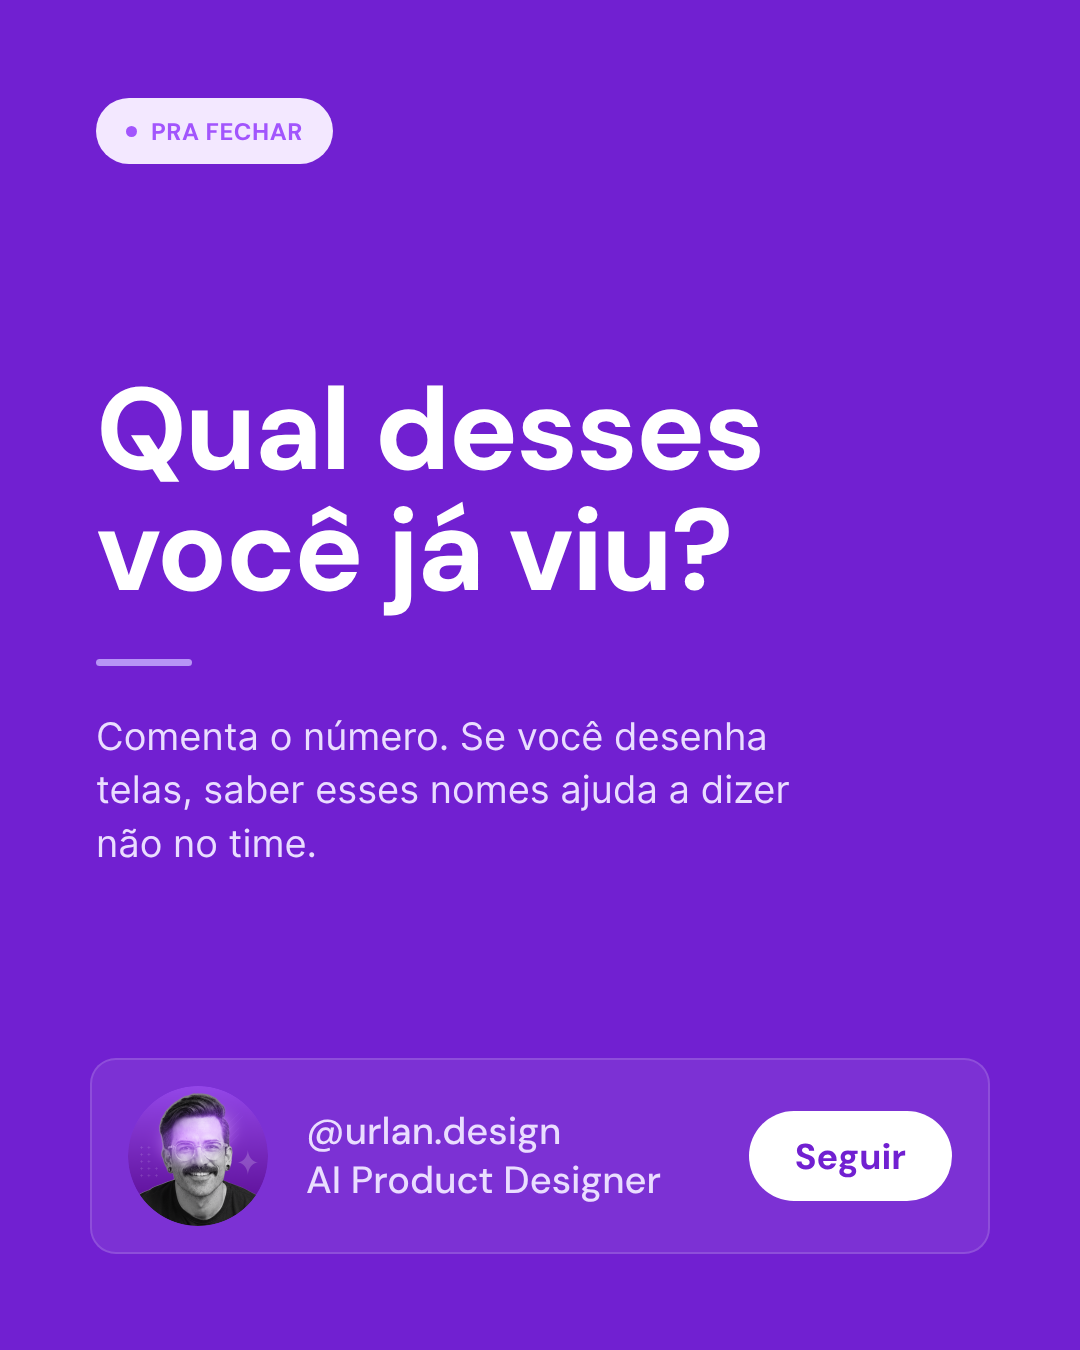 PRA FECHAR
Qual desses
você já viu?
Comenta o número. Se você desenha
telas, saber esses nomes ajuda a dizer
não no time.
@urlan.design
AI Product Designer
Seguir